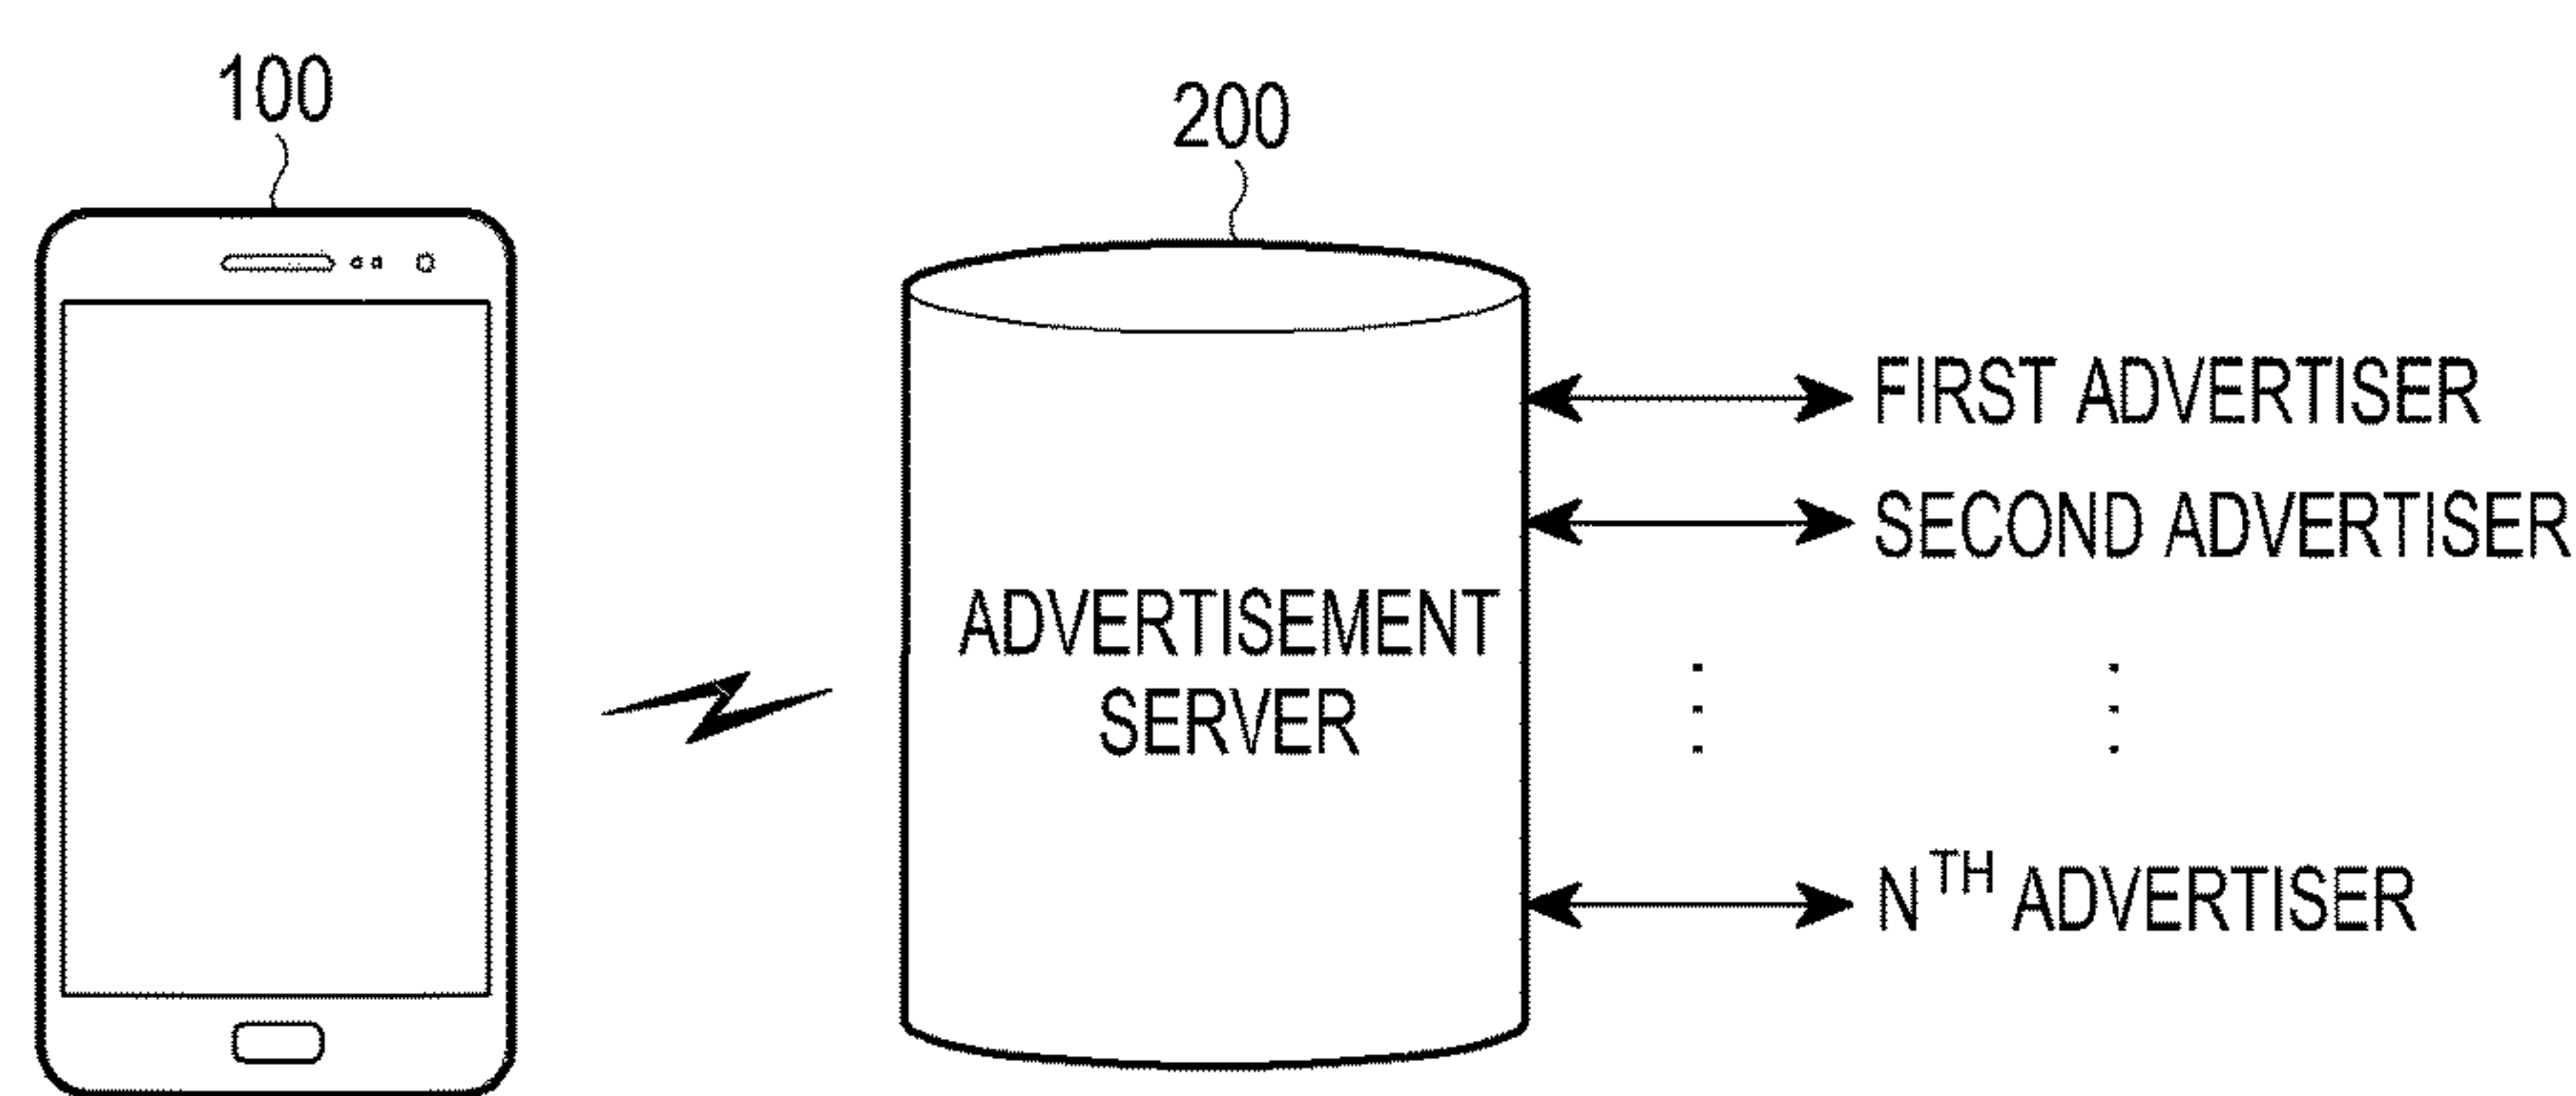 100
200
FIRST ADVERTISER
SECOND ADVERTISER
ADVERTISEMENT
SERVER
NTH ADVERTISER